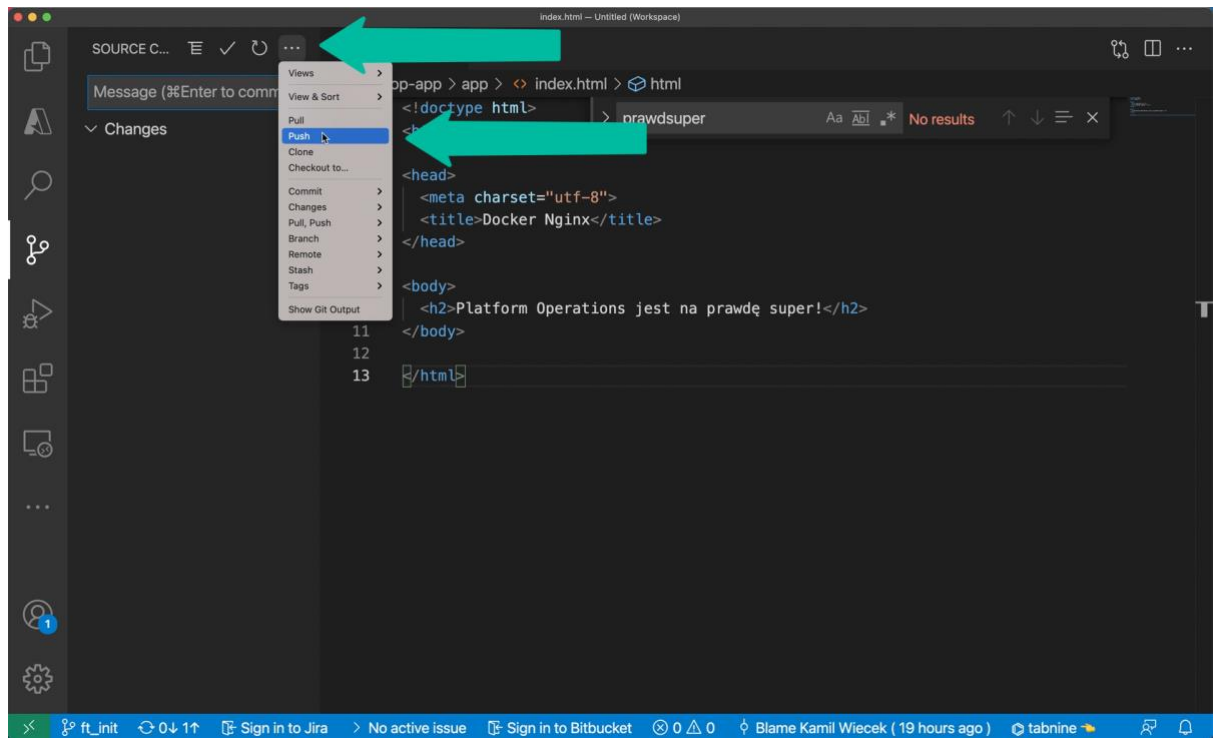 index.html — Untitled (Workspace)
SOURCE C...
Message (⌘Enter to comm
Changes
Views
View & Sort
Pull
Push
Clone
Checkout to...
Commit
Changes
Pull, Push
Branch
Remote
Stash
Tags
Show Git Output
op-app > app > <> index.html > html
prawdsuper
Aa Abl .* No results
<!doctype html>
<head>
<meta charset="utf-8">
<title>Docker Nginx</title>
</head>
<body>
<h2>Platform Operations jest na prawdę super!</h2>
11 </body>
12
13 </html>
1
ft_init 0↓ 1↑ Sign in to Jira > No active issue Sign in to Bitbucket 0 0 Blame Kamil Wiecek ( 19 hours ago ) tabnine